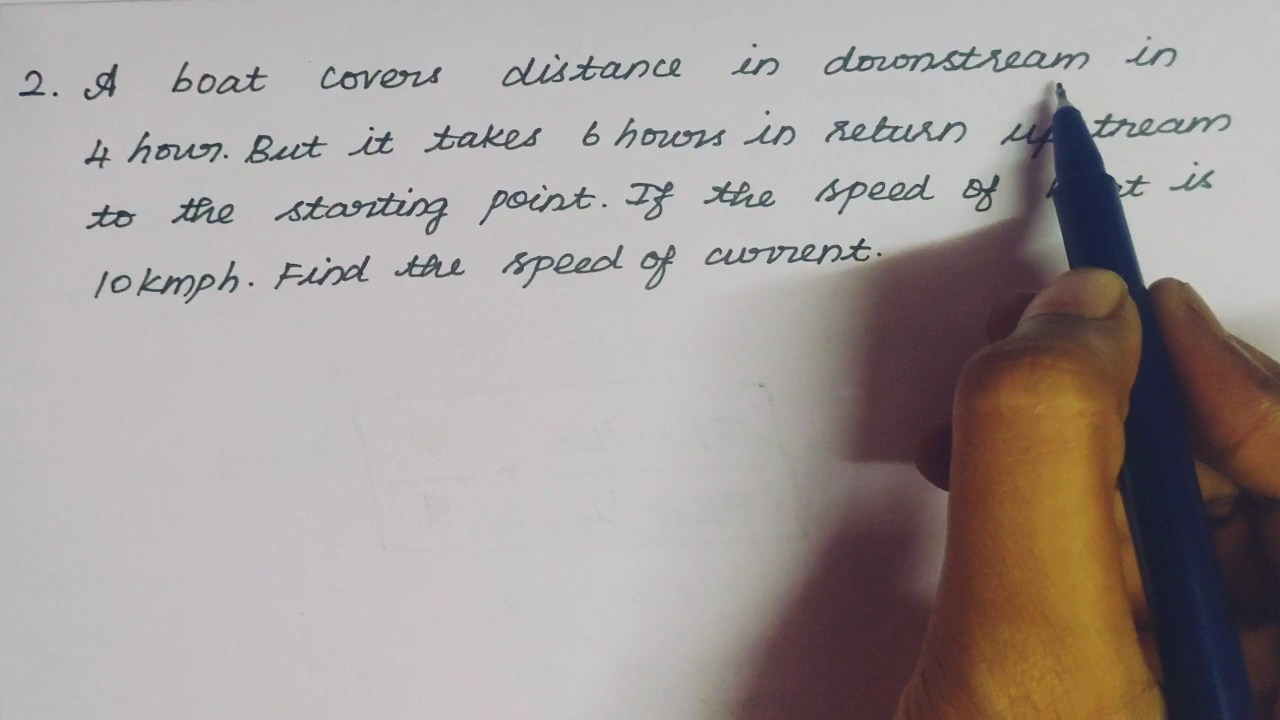 2. A boat covers distance in downstream in
4 hour. But it takes 6 hours in return upstream
to the starting point. If the speed of is
10kmph. Find the speed of current.